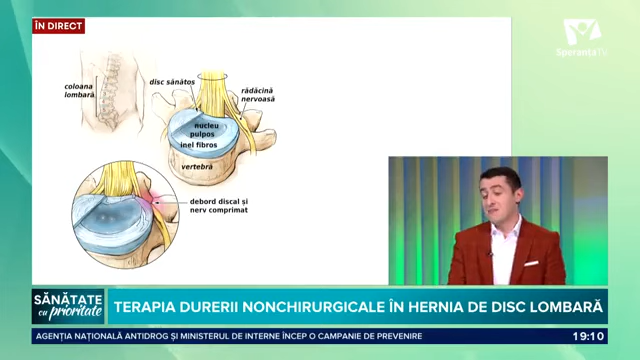 ÎN DIRECT
Speranța TV
coloana
lombară
disc sănătos
rădăcină
nervoasă
nucleu
pulpos
inel fibros
vertebră
debord discal și
nerv comprimat
SĂNĂTATE
cu prioritate
TERAPIA DURERII NONCHIRURGICALE ÎN HERNIA DE DISC LOMBARĂ
AGENȚIA NAȚIONALĂ ANTIDROG ȘI MINISTERUL DE INTERNE ÎNCEP O CAMPANIE DE PREVENIRE
19:10